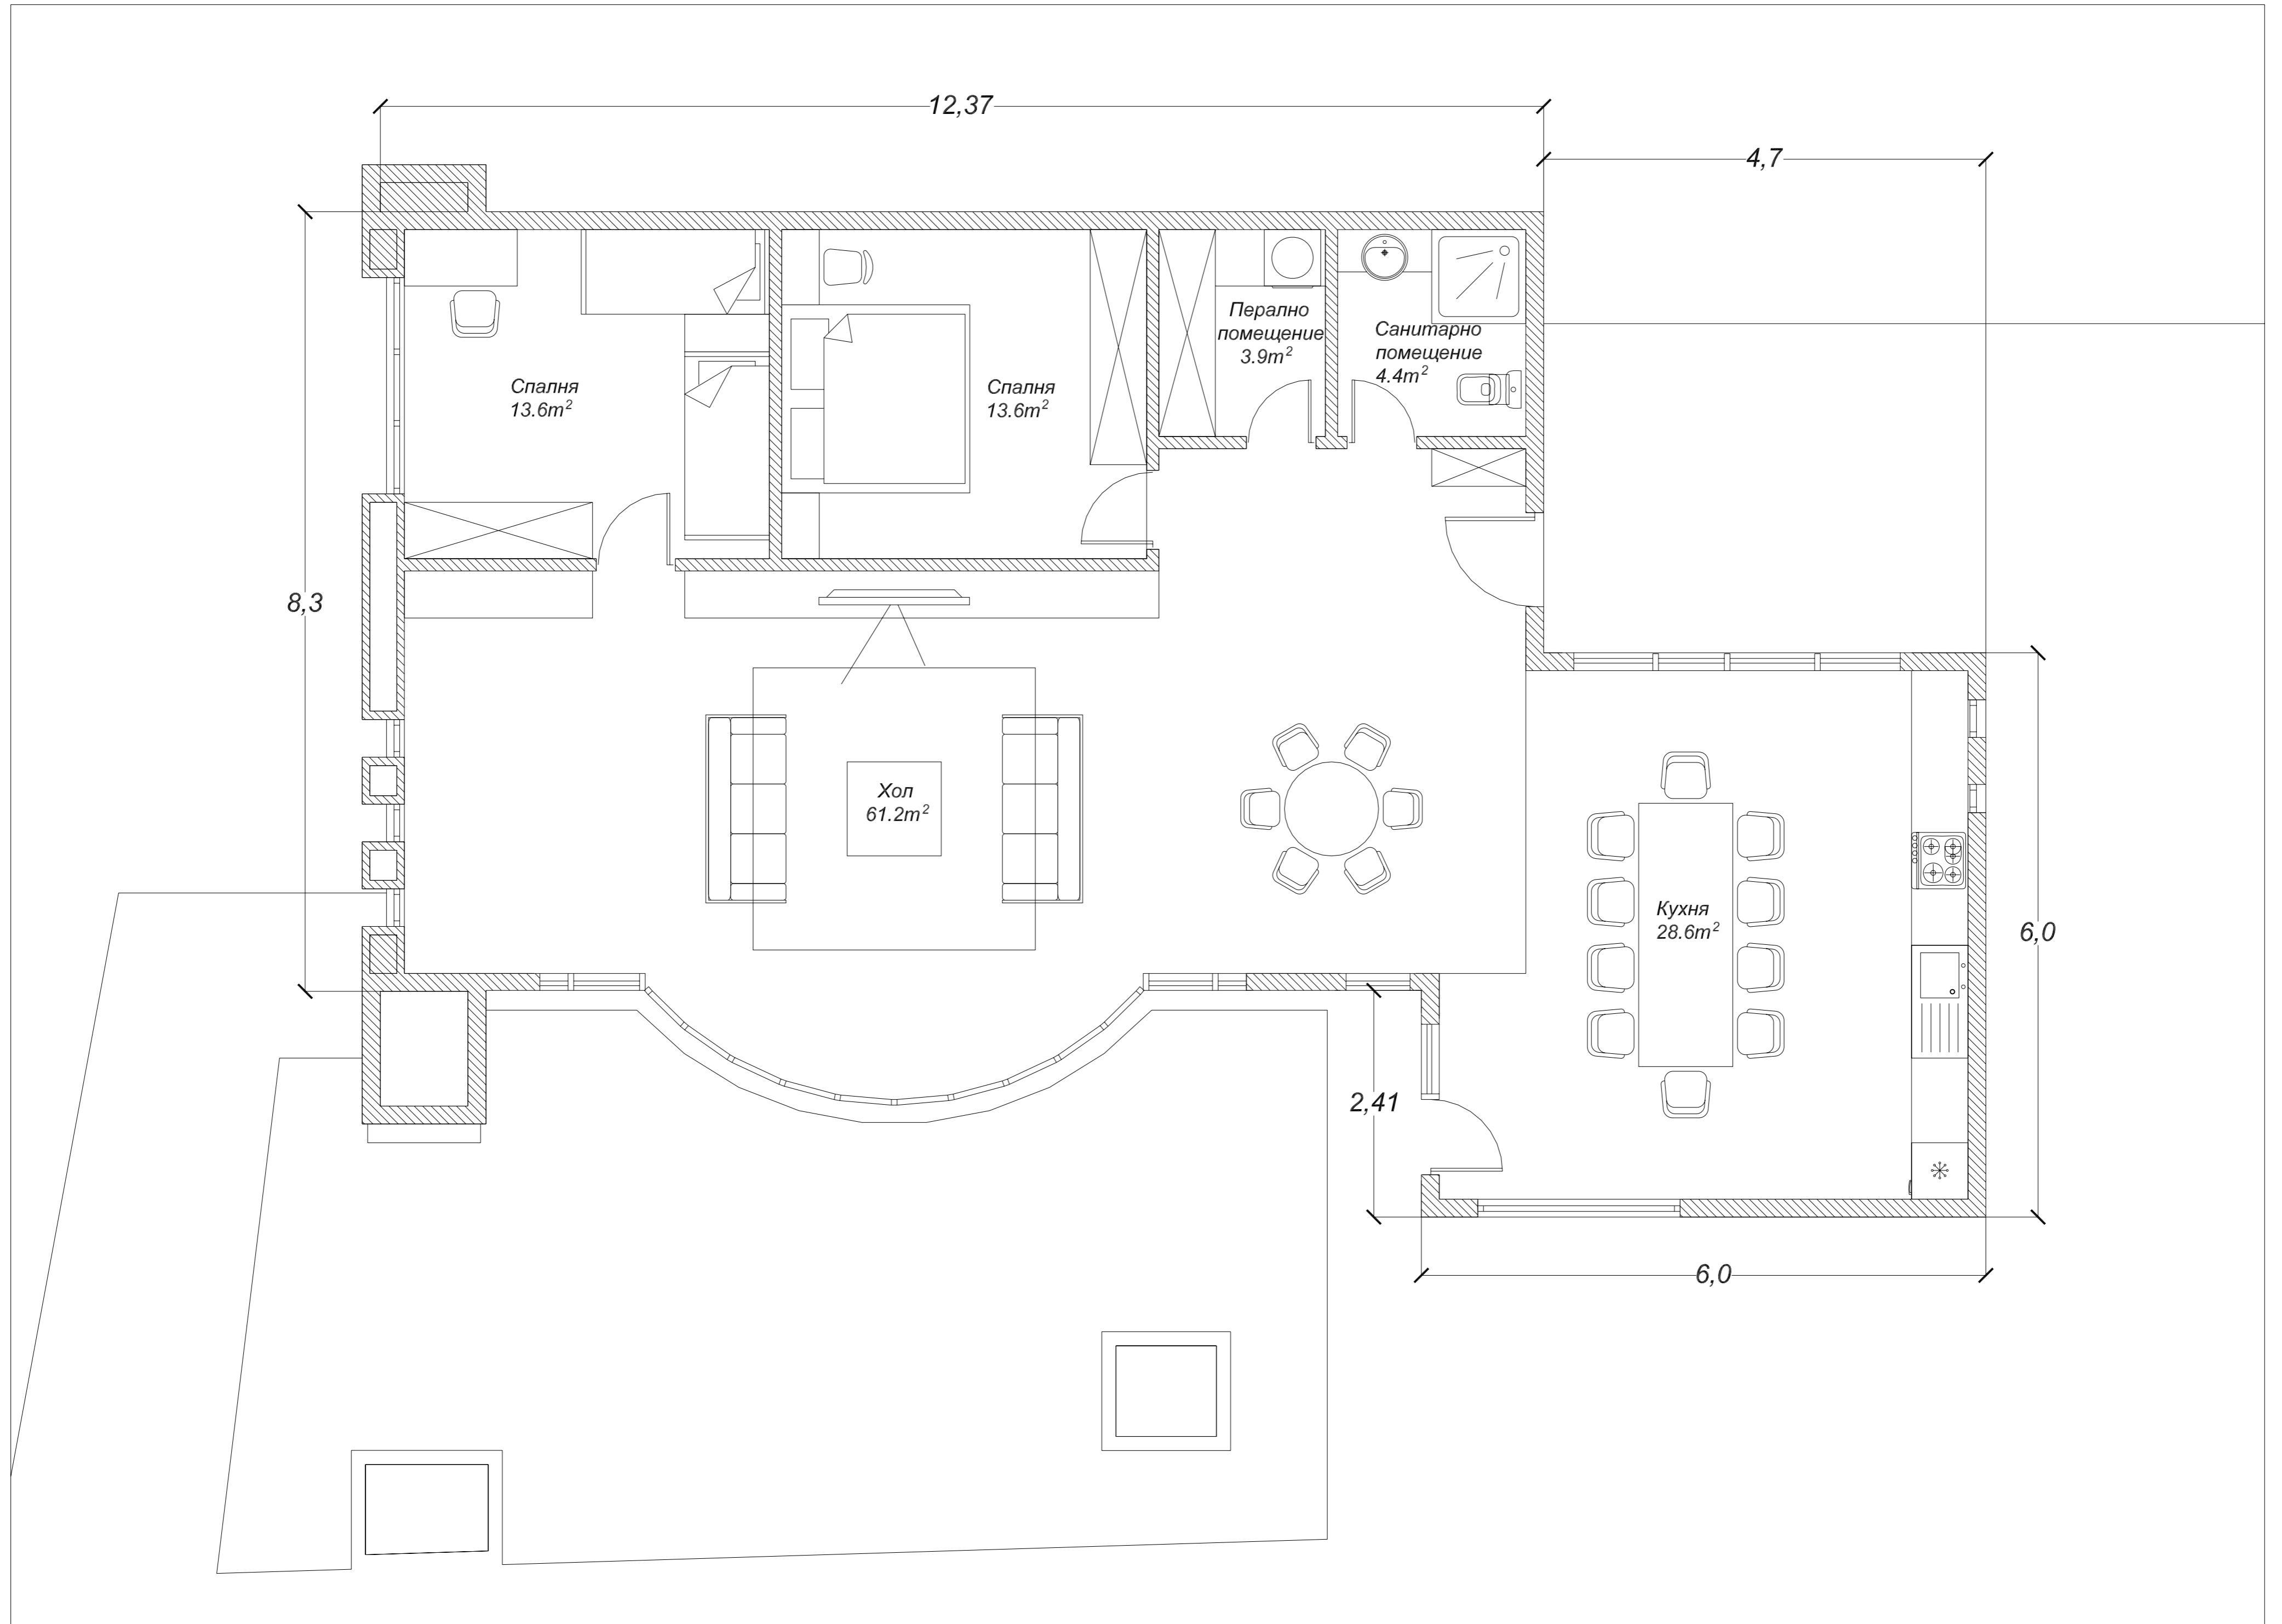 12,37
4,7
Перално
помещение
3.9m²
Санитарно
помещение
4.4m²
Спалня
13.6m²
Спалня
13.6m²
8,3
Хол
61.2m²
Кухня
28.6m²
6,0
2,41
6,0